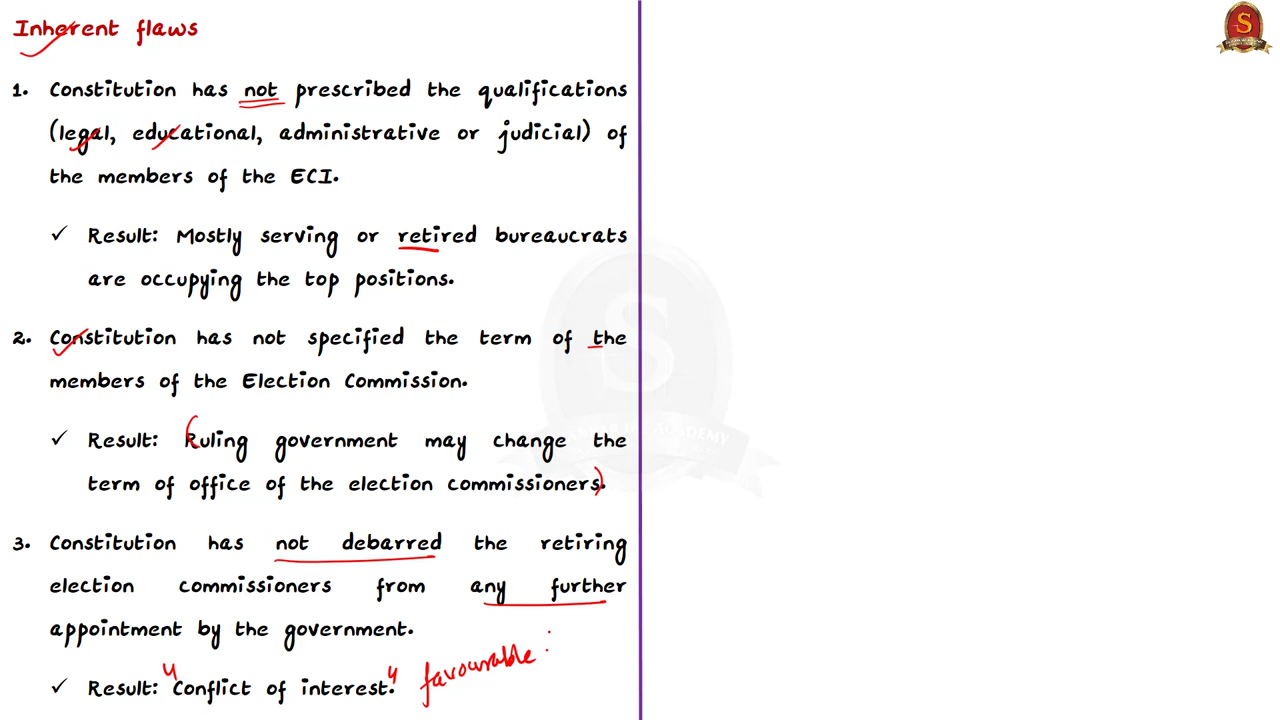 Inherent flaws
1. Constitution has not prescribed the qualifications
(legal, educational, administrative or judicial) of
the members of the ECI.
✓ Result: Mostly serving or retired bureaucrats
are occupying the top positions.
2. Constitution has not specified the term of the
members of the Election Commission.
✓ Result: (Ruling government may change the
term of office of the election commissioners).
3. Constitution has not debarred the retiring
election commissioners from any further
appointment by the government.
✓ Result: "Conflict of interest." favourable :
S